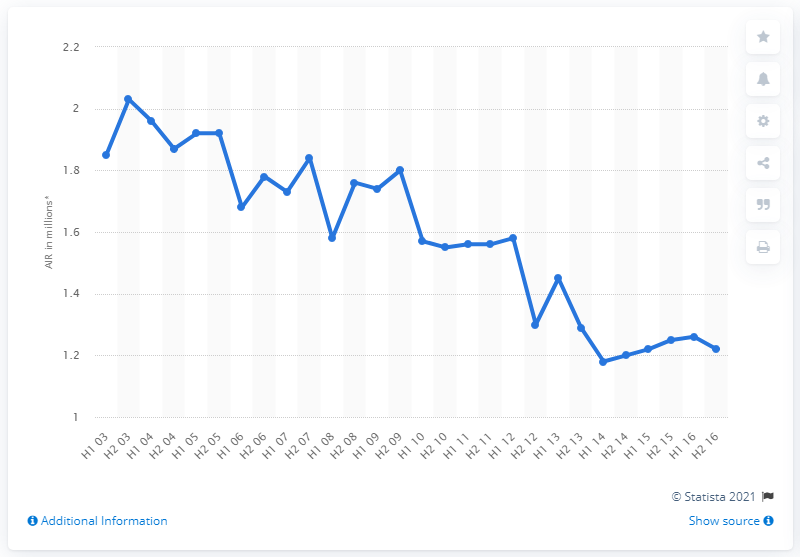 2.2
2
1.8
1.6
1.4
1.2
1
AIR in millions*
H1 03
H2 03
H1 04
H2 04
H1 05
H2 05
H1 06
H2 06
H1 07
H2 07
H1 08
H2 08
H1 09
H2 09
H1 10
H2 10
H1 11
H2 11
H1 12
H2 12
H1 13
H2 13
H1 14
H2 14
H1 15
H2 15
H1 16
H2 16
© Statista 2021
Additional Information
Show source